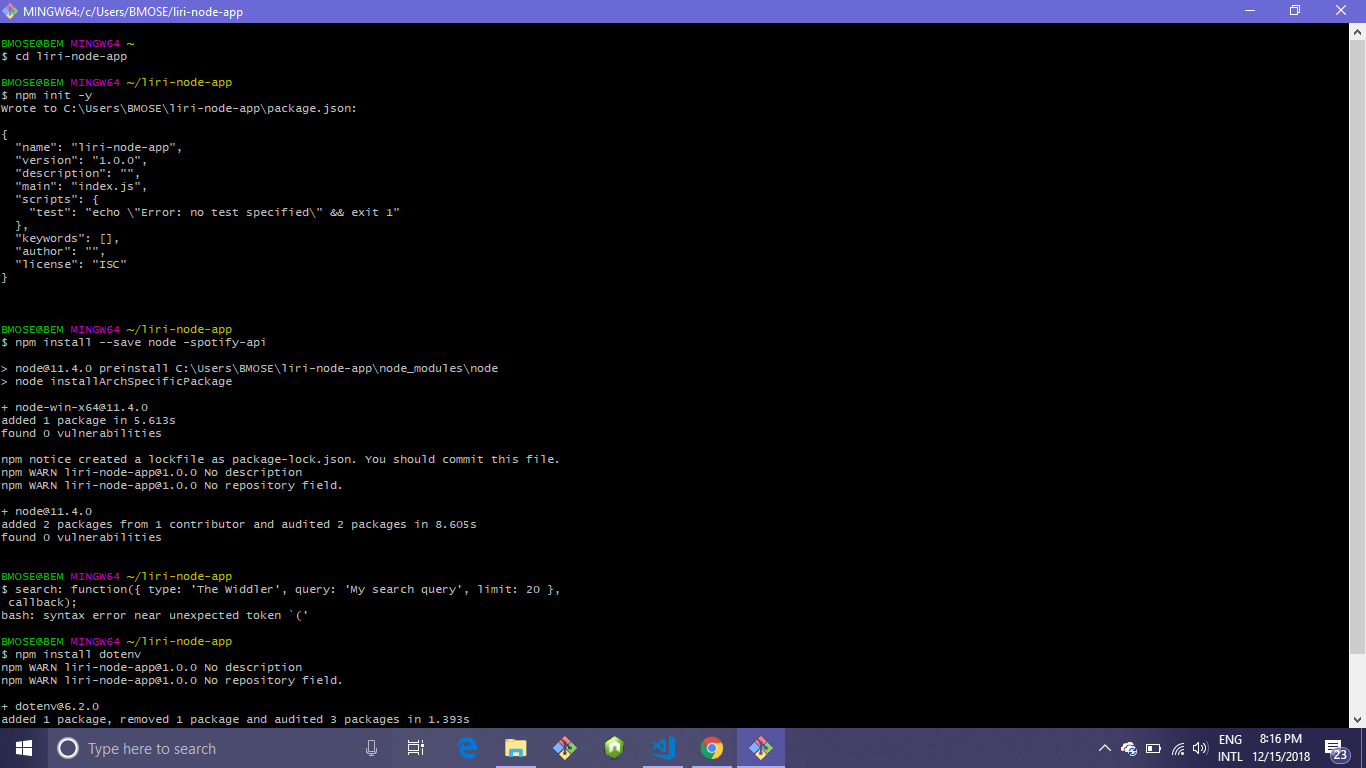 MINGW64:/c/Users/BMOSE/liri-node-app
BMOSE@BEM MINGW64 ~
$ cd liri-node-app
BMOSE@BEM MINGW64 ~/liri-node-app
$ npm init -y
Wrote to C:\Users\BMOSE\liri-node-app\package.json:
{
  "name": "liri-node-app",
  "version": "1.0.0",
  "description": "",
  "main": "index.js",
  "scripts": {
    "test": "echo \"Error: no test specified\" && exit 1"
  },
  "keywords": [],
  "author": "",
  "license": "ISC"
}
BMOSE@BEM MINGW64 ~/liri-node-app
$ npm install --save node -spotify-api
> node@11.4.0 preinstall C:\Users\BMOSE\liri-node-app\node_modules\node
> node installArchSpecificPackage
+ node-win-x64@11.4.0
added 1 package in 5.613s
found 0 vulnerabilities
npm notice created a lockfile as package-lock.json. You should commit this file.
npm WARN liri-node-app@1.0.0 No description
npm WARN liri-node-app@1.0.0 No repository field.
+ node@11.4.0
added 2 packages from 1 contributor and audited 2 packages in 8.605s
found 0 vulnerabilities
BMOSE@BEM MINGW64 ~/liri-node-app
$ search: function({ type: 'The Widdler', query: 'My search query', limit: 20 },
 callback);
bash: syntax error near unexpected token `('
BMOSE@BEM MINGW64 ~/liri-node-app
$ npm install dotenv
npm WARN liri-node-app@1.0.0 No description
npm WARN liri-node-app@1.0.0 No repository field.
+ dotenv@6.2.0
added 1 package, removed 1 package and audited 3 packages in 1.393s
Type here to search
ENG
INTL
8:16 PM
12/15/2018
23